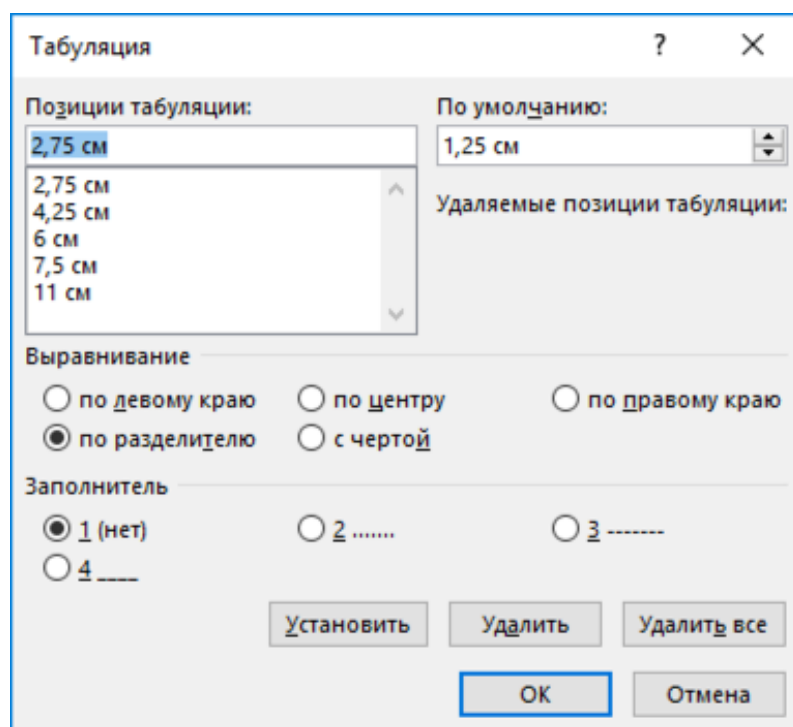 Табуляция ?
Позиции табуляции: По умолчанию:
2,75 см 1,25 см
2,75 см
4,25 см
6 см
7,5 см
11 см
Удаляемые позиции табуляции:
Выравнивание
по левому краю по центру по правому краю
по разделителю с чертой
Заполнитель
1 (нет) 2 ....... 3 -------
4 ____
Установить Удалить Удалить все
ОК Отмена